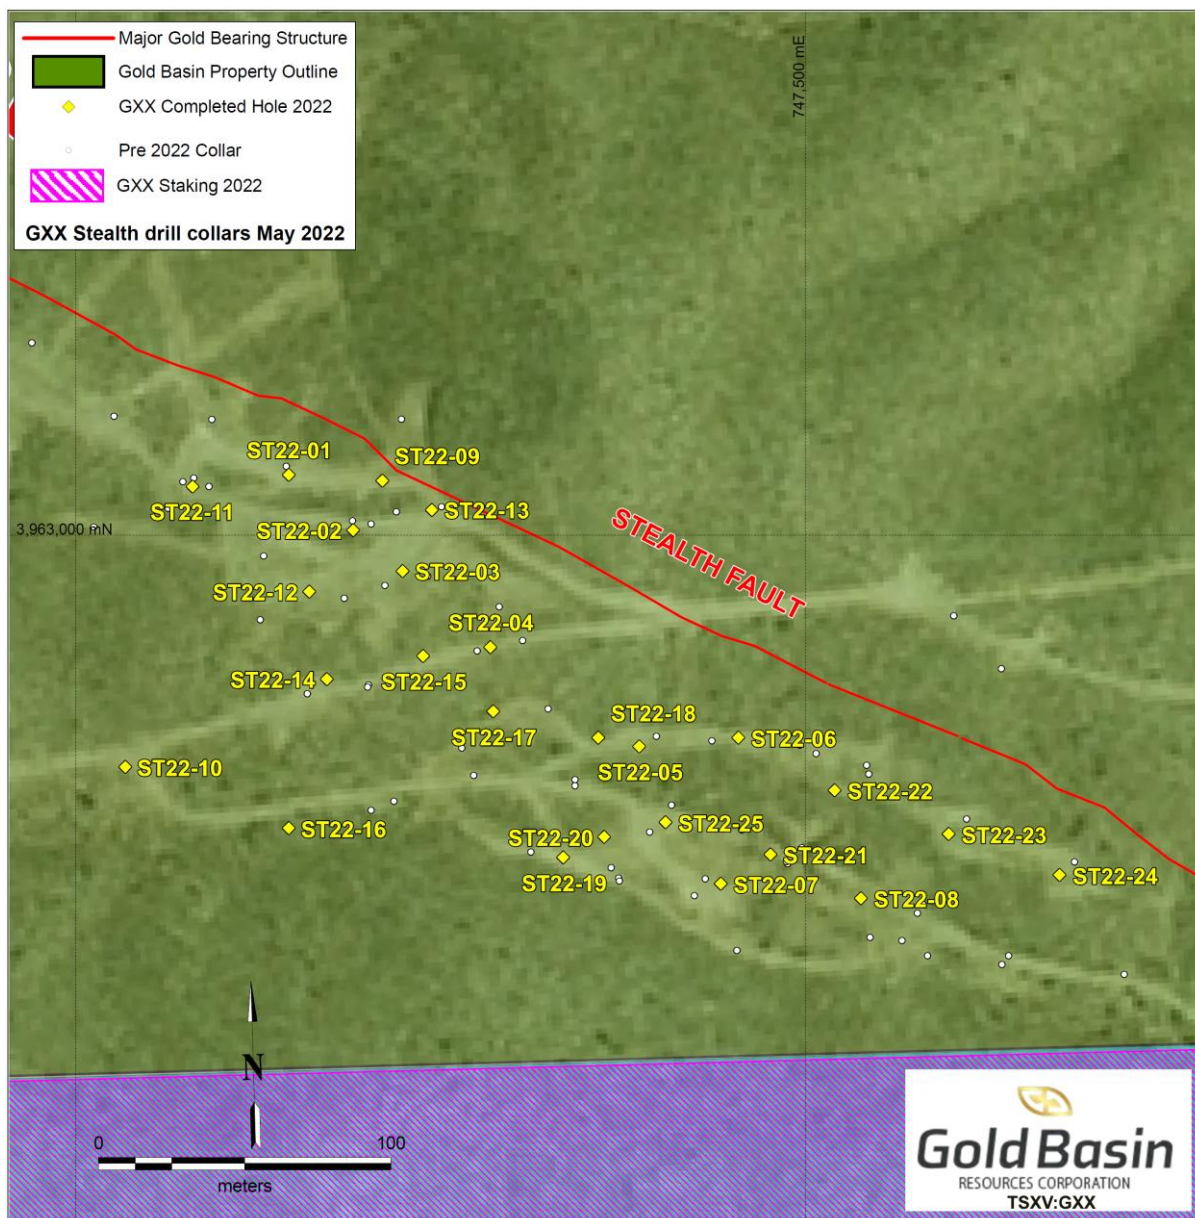 Major Gold Bearing Structure
Gold Basin Property Outline
GXX Completed Hole 2022
Pre 2022 Collar
GXX Staking 2022
GXX Stealth drill collars May 2022
747,500 mE
ST22-01
ST22-09
ST22-11
ST22-13
3,963,000 mN
ST22-02
STEALTH FAULT
ST22-03
ST22-12
ST22-04
ST22-14
ST22-15
ST22-18
ST22-17
ST22-06
ST22-10
ST22-05
ST22-22
ST22-16
ST22-20
ST22-25
ST22-23
ST22-21
ST22-19
ST22-07
ST22-24
ST22-08
N
0 100
meters
Gold Basin
RESOURCES CORPORATION
TSXV:GXX